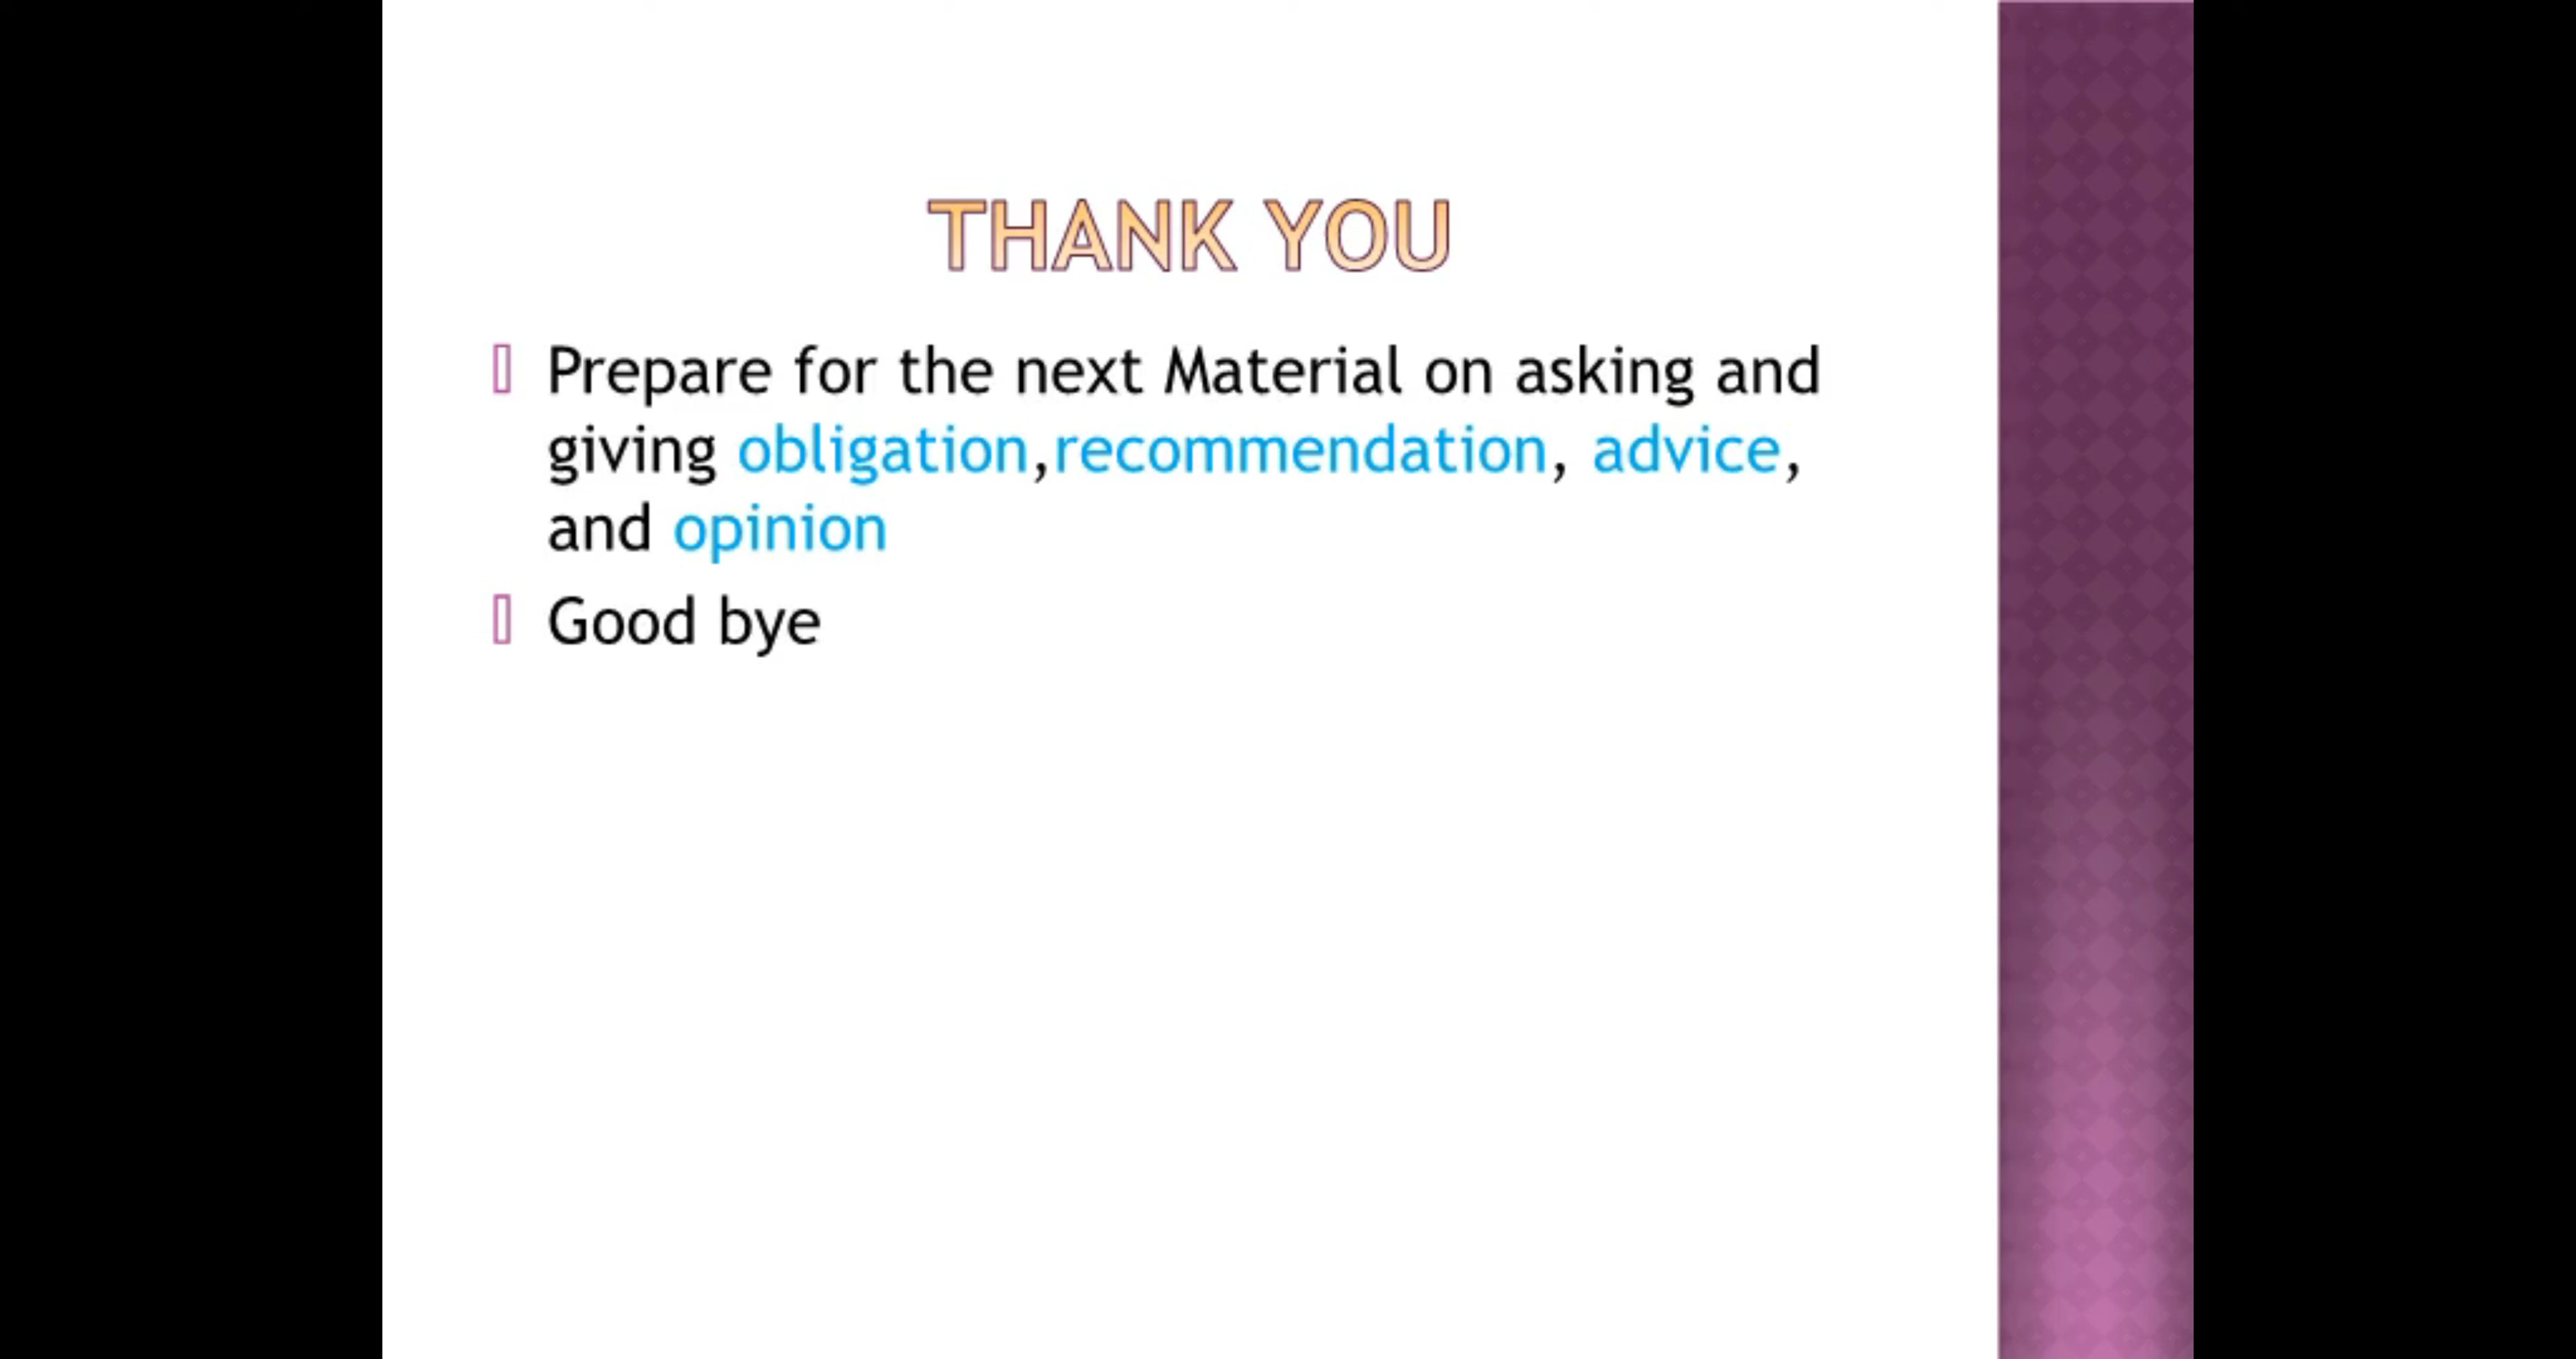 THANK YOU
Prepare for the next Material on asking and
giving obligation,recommendation, advice,
and opinion
Good bye